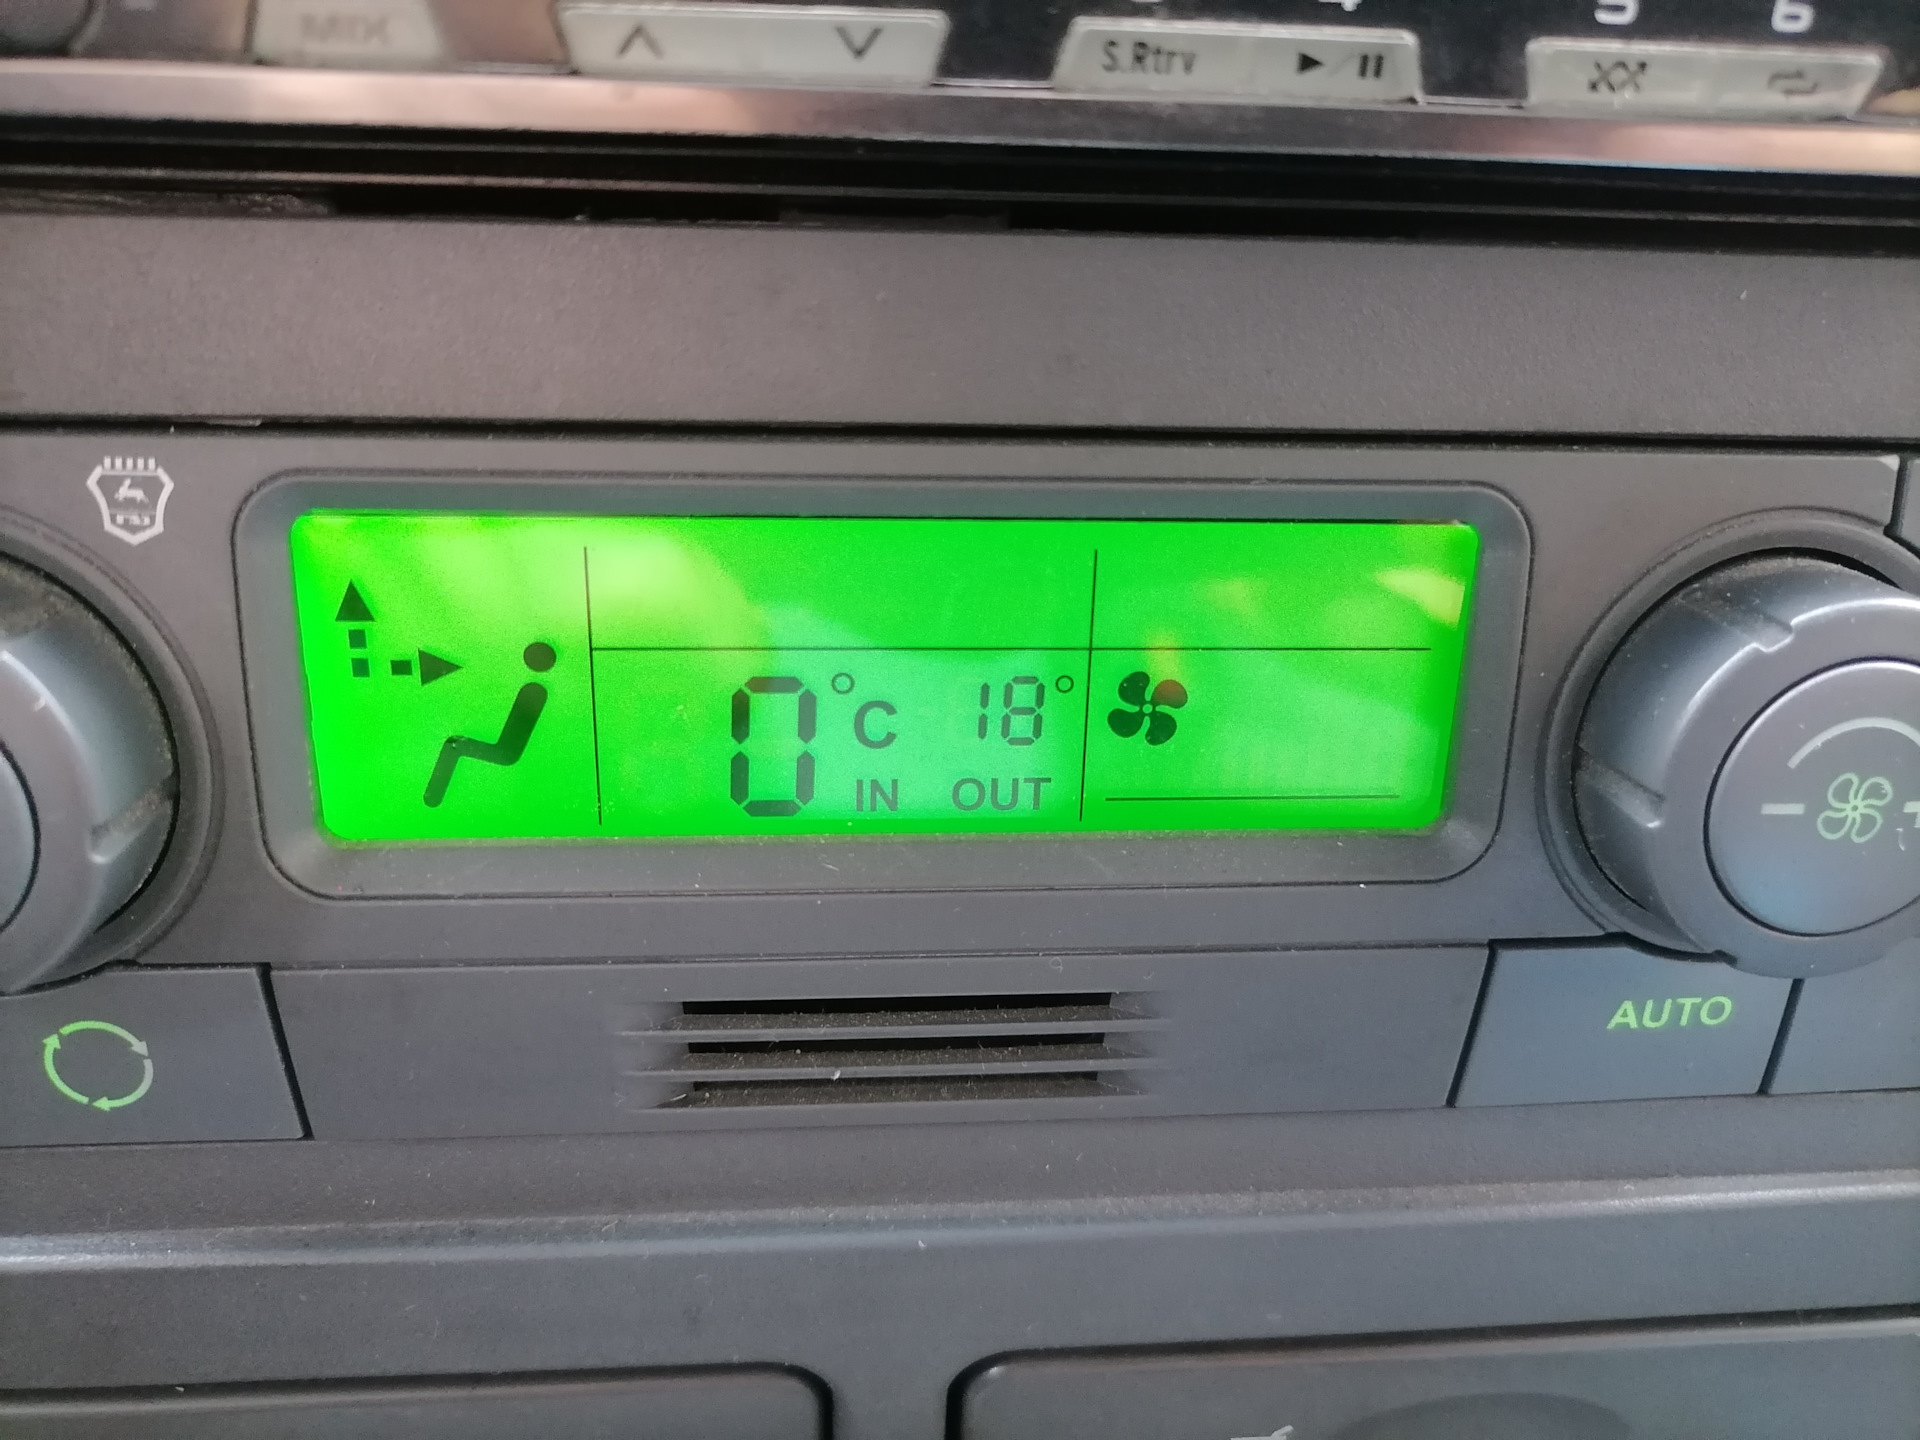 MIX
S.Rtrv
5 6
0°C 18°
IN OUT
- +
AUTO